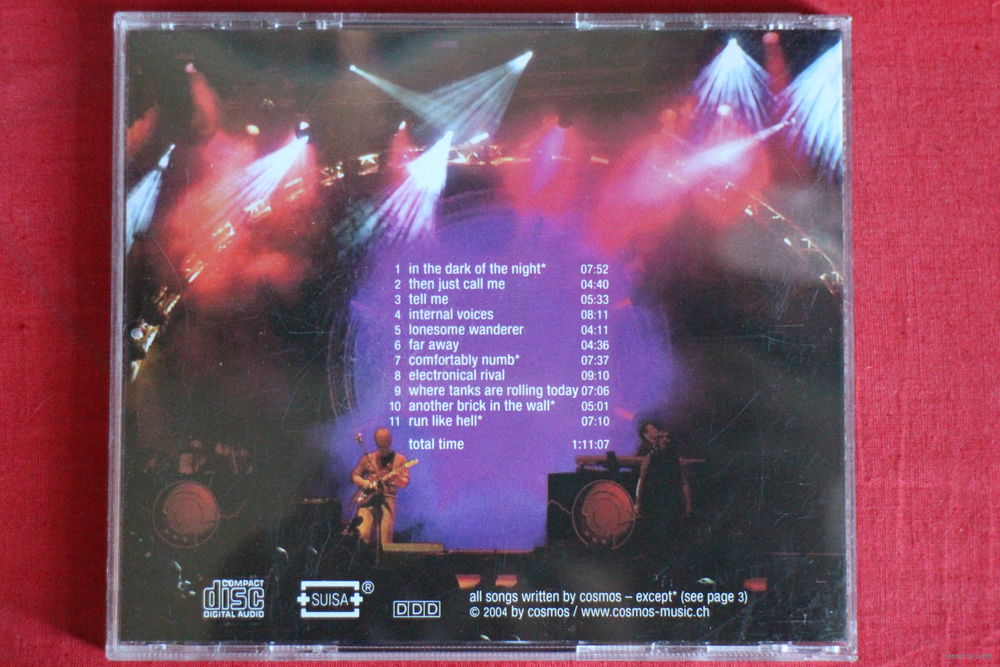 1 in the dark of the night* 07:52
2 then just call me 04:40
3 tell me 05:33
4 internal voices 08:11
5 lonesome wanderer 04:11
6 far away 04:36
7 comfortably numb* 07:37
8 electronical rival 09:10
9 where tanks are rolling today 07:06
10 another brick in the wall* 05:01
11 run like hell* 07:10
total time 1:11:07
COMPACT
disc
DIGITAL AUDIO
SUISA ®
DDD
all songs written by cosmos – except* (see page 3)
© 2004 by cosmos / www.cosmos-music.ch